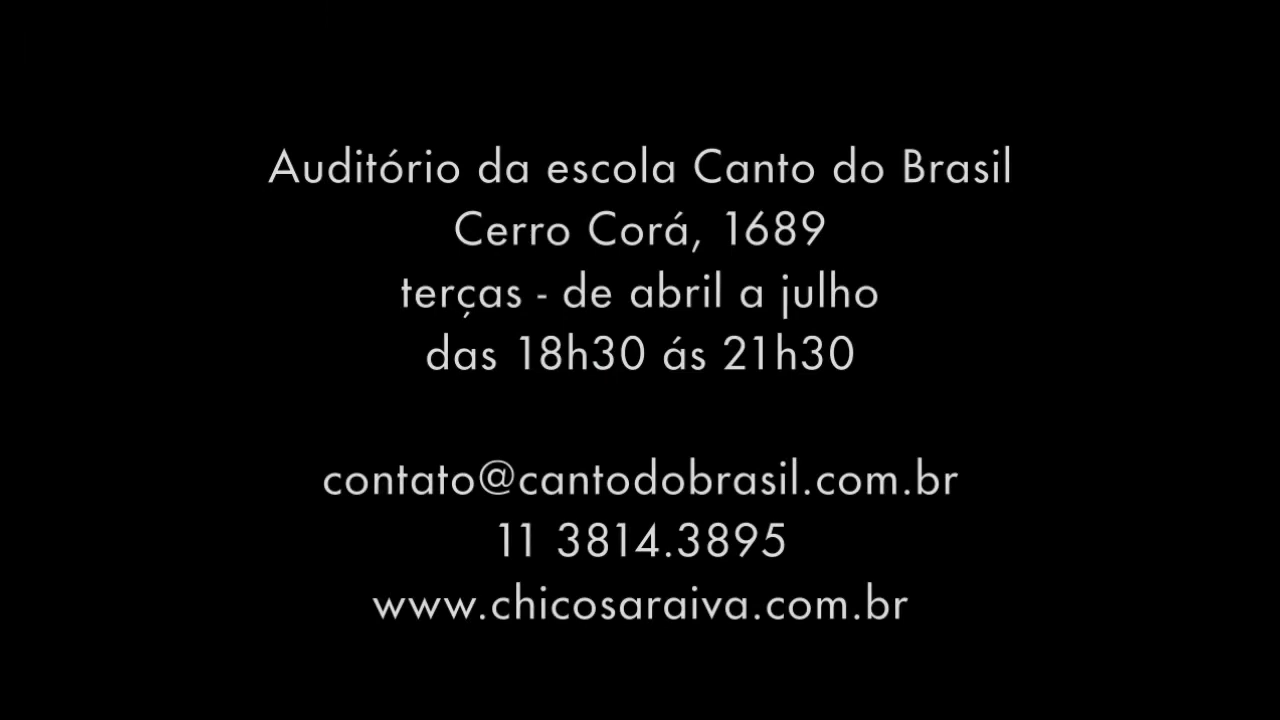 Auditório da escola Canto do Brasil
Cerro Corá, 1689
terças - de abril a julho
das 18h30 ás 21h30
contato@cantodobrasil.com.br
11 3814.3895
www.chicosaraiva.com.br